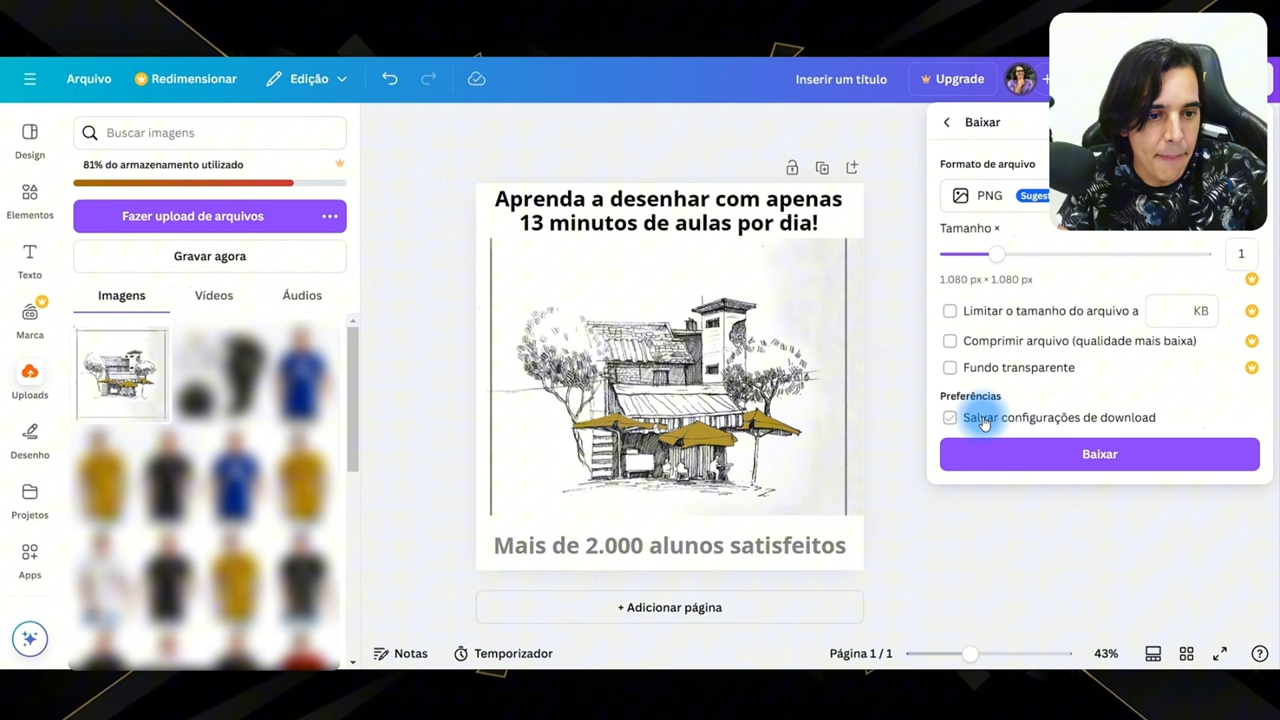 Arquivo
Redimensionar
Edição
Inserir um título
Upgrade
Design
Elementos
Texto
Marca
Uploads
Desenho
Projetos
Apps
Buscar imagens
81% do armazenamento utilizado
Fazer upload de arquivos
Gravar agora
Imagens
Vídeos
Áudios
Aprenda a desenhar com apenas
13 minutos de aulas por dia!
Mais de 2.000 alunos satisfeitos
+ Adicionar página
Baixar
Formato de arquivo
PNG
Tamanho ×
1
1.080 px × 1.080 px
Limitar o tamanho do arquivo a
KB
Comprimir arquivo (qualidade mais baixa)
Fundo transparente
Preferências
Salvar configurações de download
Baixar
Notas
Temporizador
Página 1 / 1
43%